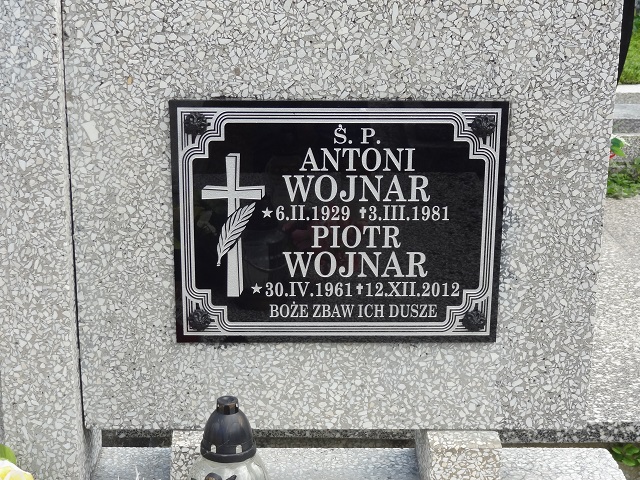 Ś. P.
ANTONI
WOJNAR
★6.II.1929 ✝3.III.1981
PIOTR
WOJNAR
★30.IV.1961 ✝12.XII.2012
BOŻE ZBAW ICH DUSZE